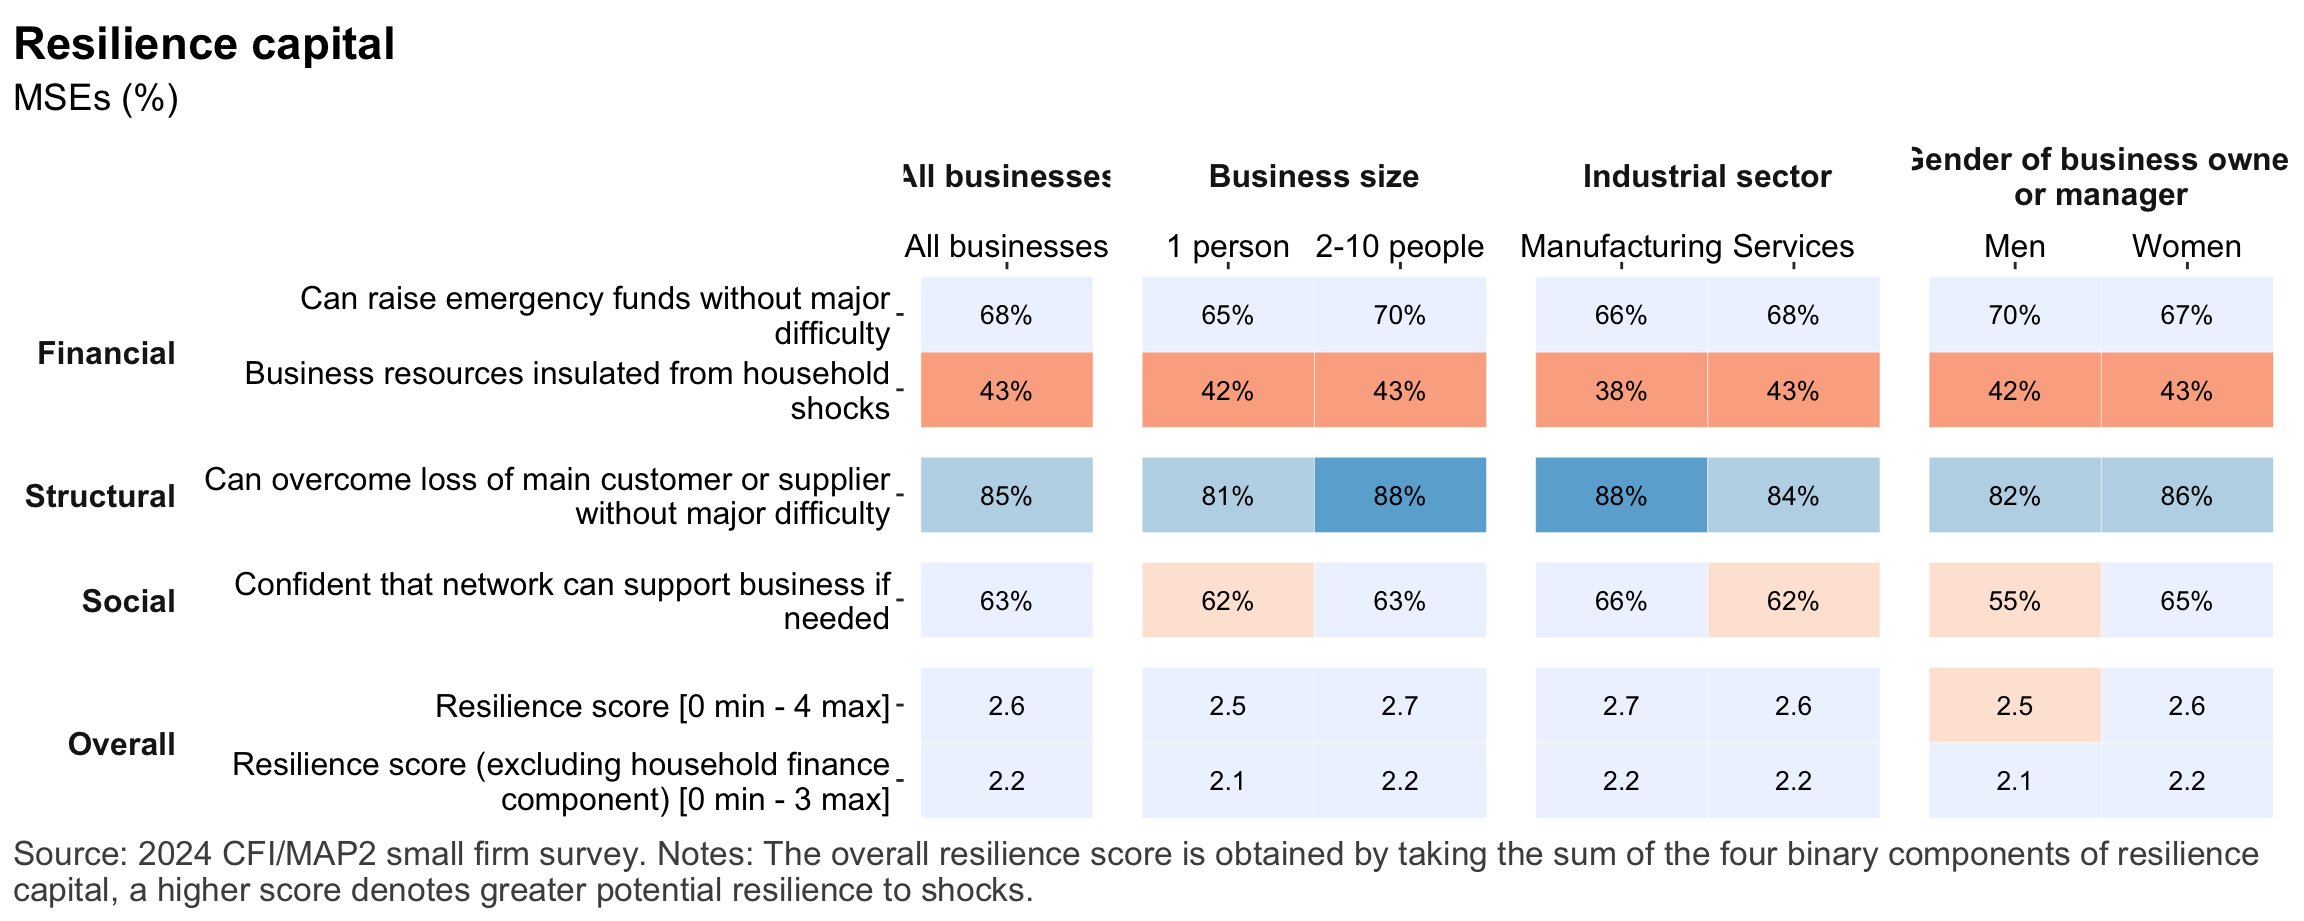 Resilience capital
MSEs (%)
All businesses
Business size
Industrial sector
Gender of business owne
or manager
All businesses
1 person
2-10 people
Manufacturing
Services
Men
Women
Financial
Can raise emergency funds without major
difficulty
68%
65%
70%
66%
68%
70%
67%
Business resources insulated from household
shocks
43%
42%
43%
38%
43%
42%
43%
Structural
Can overcome loss of main customer or supplier
without major difficulty
85%
81%
88%
88%
84%
82%
86%
Social
Confident that network can support business if
needed
63%
62%
63%
66%
62%
55%
65%
Overall
Resilience score [0 min - 4 max]
2.6
2.5
2.7
2.7
2.6
2.5
2.6
Resilience score (excluding household finance
component) [0 min - 3 max]
2.2
2.1
2.2
2.2
2.2
2.1
2.2
Source: 2024 CFI/MAP2 small firm survey. Notes: The overall resilience score is obtained by taking the sum of the four binary components of resilience
capital, a higher score denotes greater potential resilience to shocks.